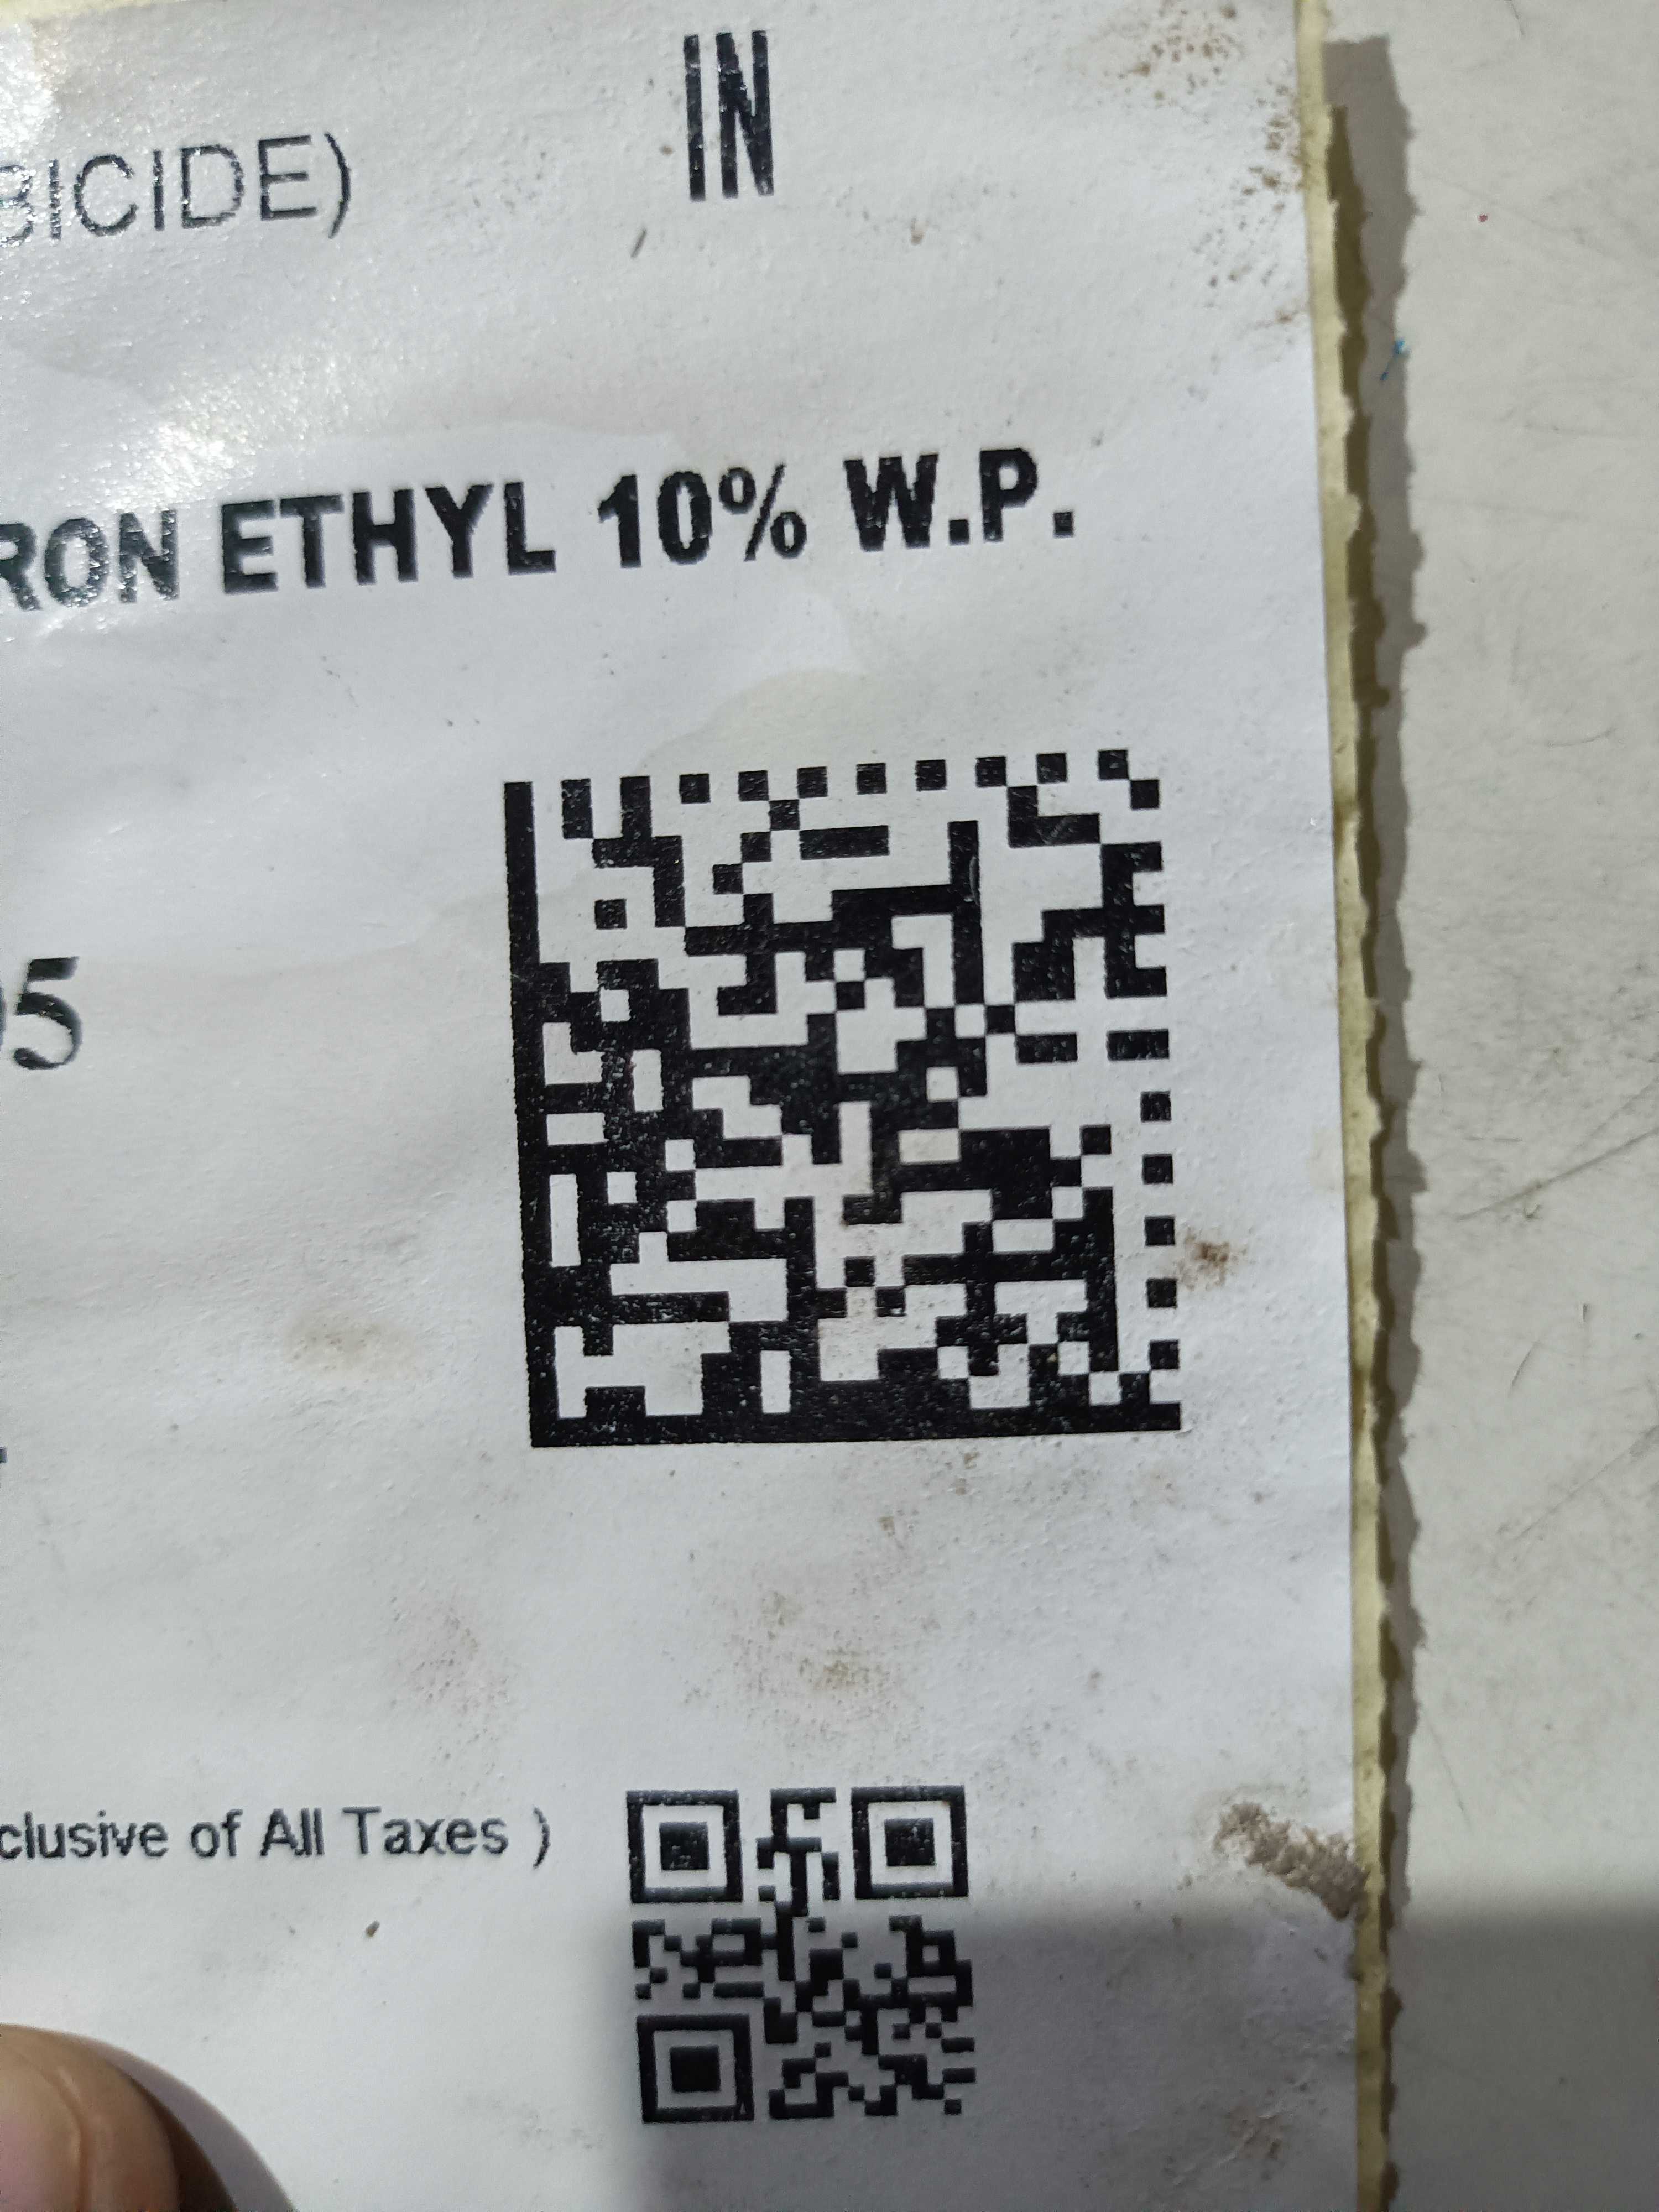 IN
BICIDE)
RON ETHYL 10% W.P.
5
clusive of All Taxes )